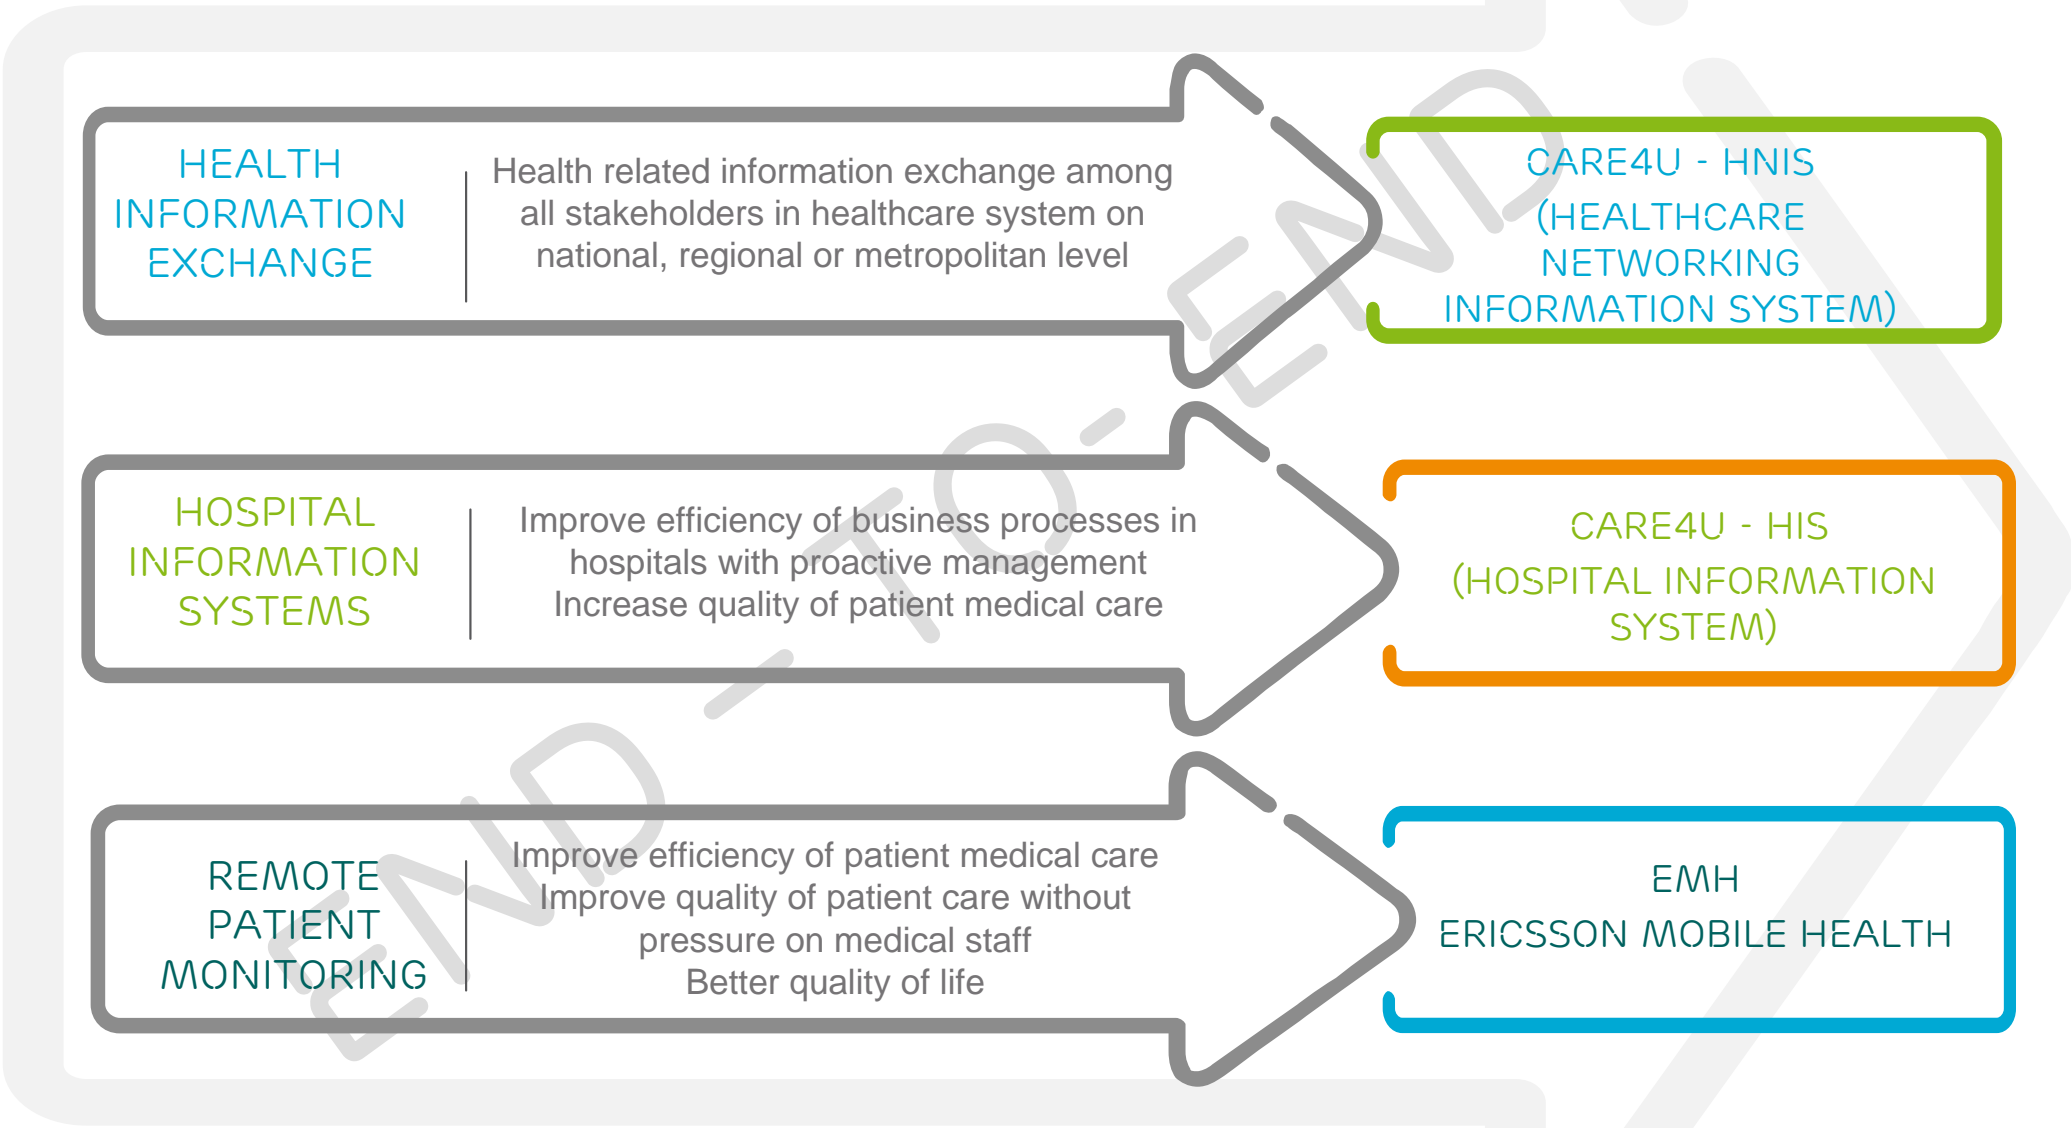 HEALTH
INFORMATION
EXCHANGE
Health related information exchange among
all stakeholders in healthcare system on
national, regional or metropolitan level
CARE4U - HNIS
(HEALTHCARE
NETWORKING
INFORMATION SYSTEM)
HOSPITAL
INFORMATION
SYSTEMS
Improve efficiency of business processes in
hospitals with proactive management
Increase quality of patient medical care
CARE4U - HIS
(HOSPITAL INFORMATION
SYSTEM)
REMOTE
PATIENT
MONITORING
Improve efficiency of patient medical care
Improve quality of patient care without
pressure on medical staff
Better quality of life
EMH
ERICSSON MOBILE HEALTH
END - TO- END